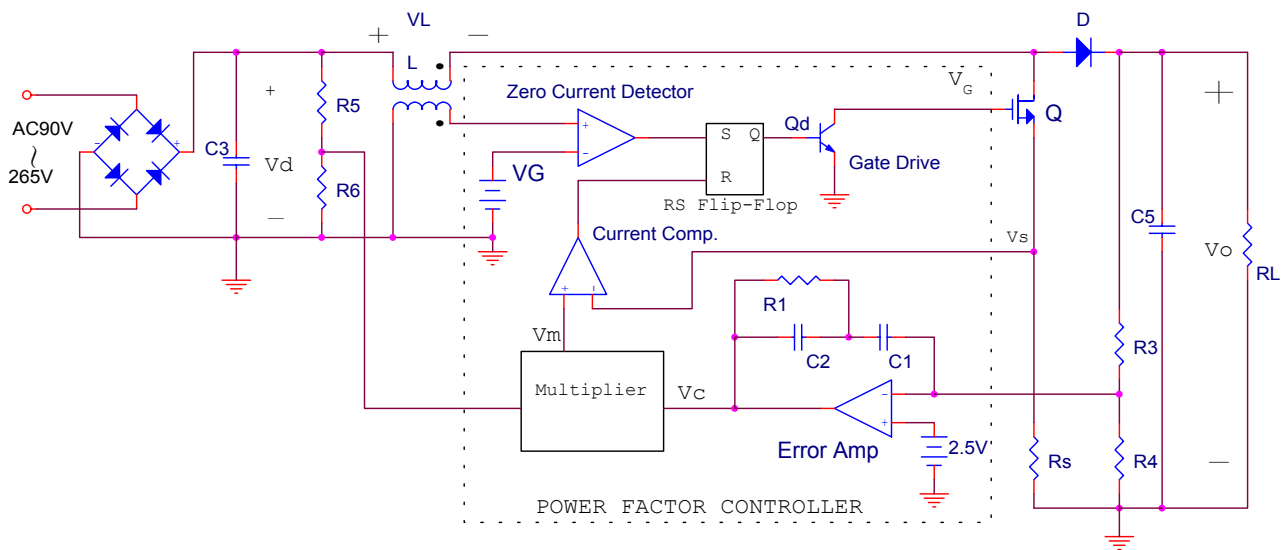 VL
D
+
−
L
Zero Current Detector
V
G
+
R5
+
+
Qd
S Q
Q
AC90V
~
265V
−
+
C3
Vd
−
Gate Drive
VG
R6
R
RS Flip-Flop
C5
−
Current Comp.
Vs
Vo
RL
+ −
R1
Vm
R3
C2
C1
Multiplier
Vc
−
+
Error Amp
2.5V
Rs
R4
−
POWER FACTOR CONTROLLER